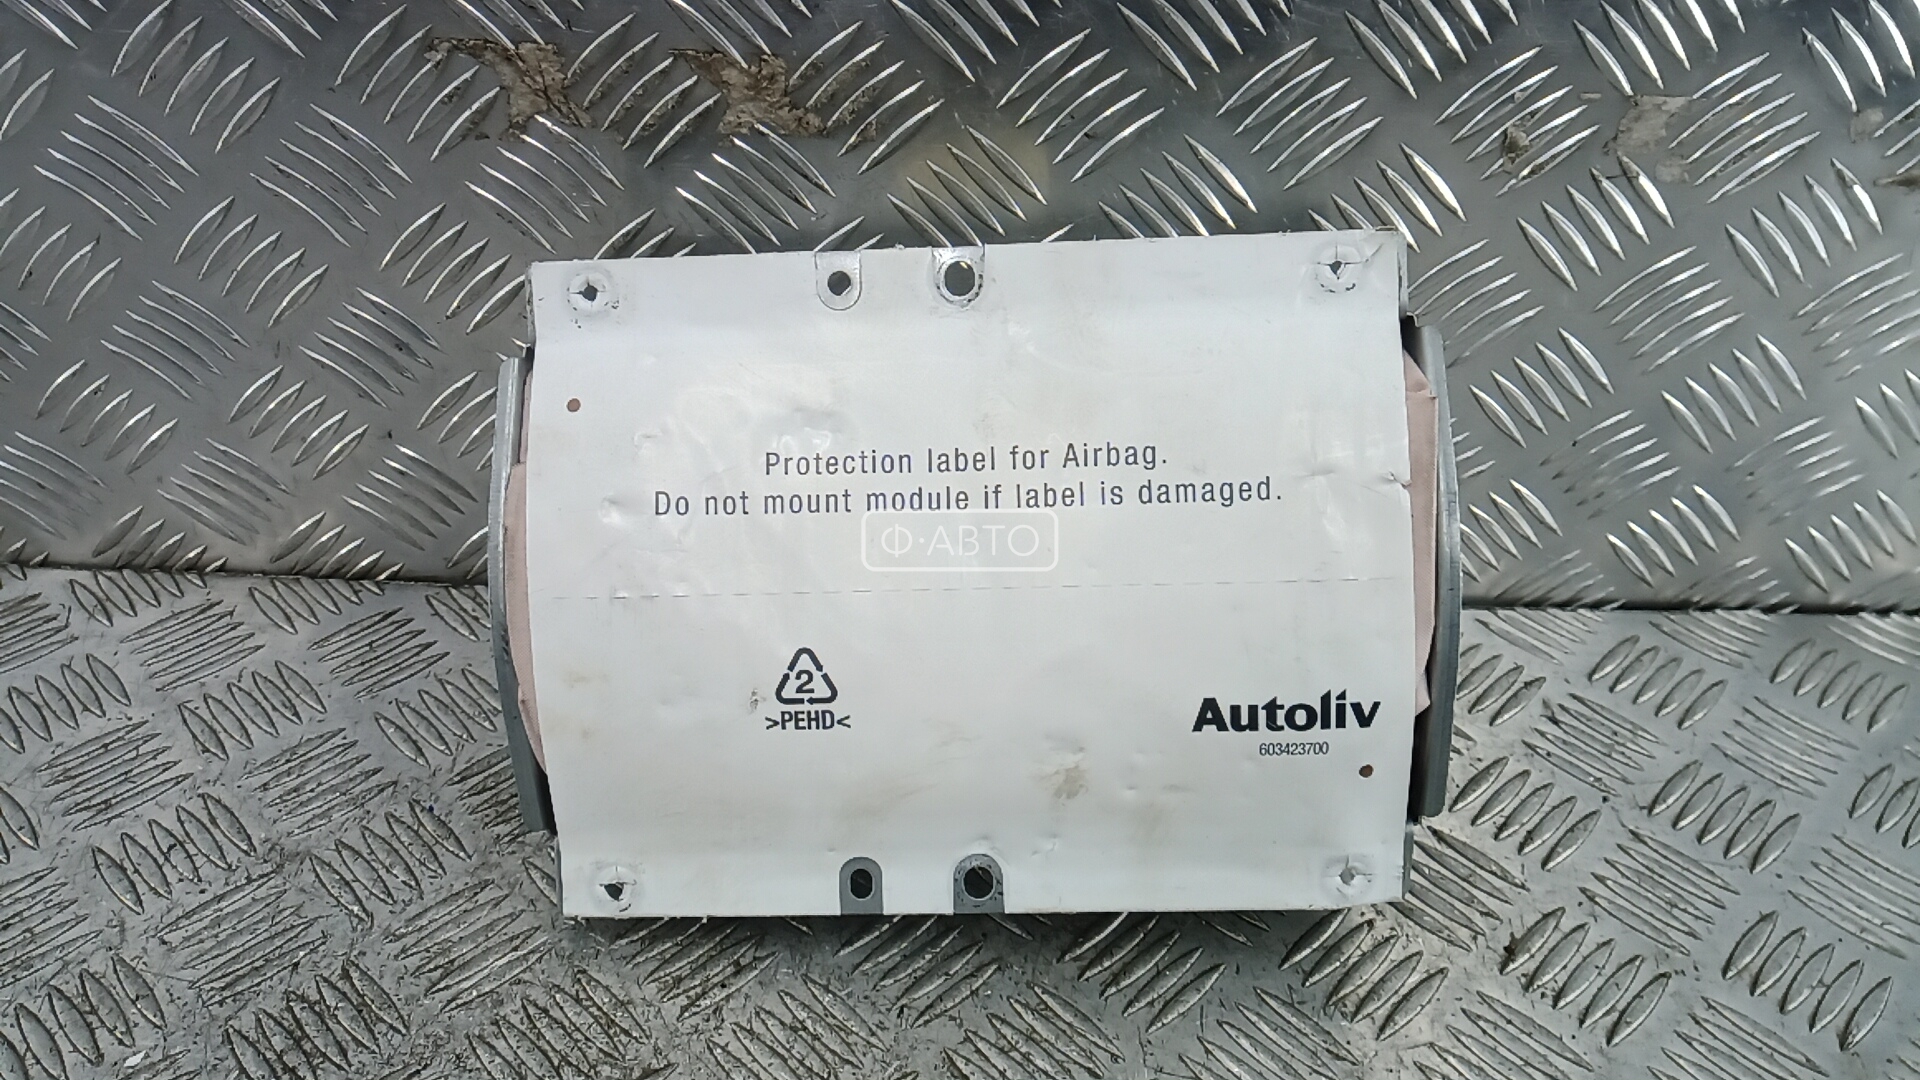 Protection label for Airbag.
Do not mount module if label is damaged.
Ф·АВТО
2
>PEHD<
Autoliv
603423700